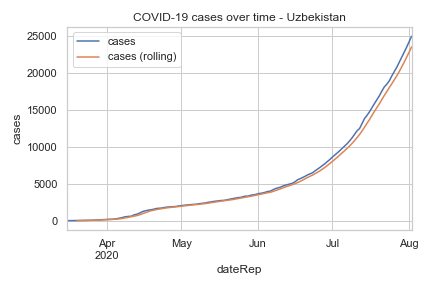 COVID-19 cases over time - Uzbekistan
cases
cases (rolling)
25000
20000
15000
10000
5000
0
cases
Apr
2020
May
Jun
Jul
Aug
dateRep